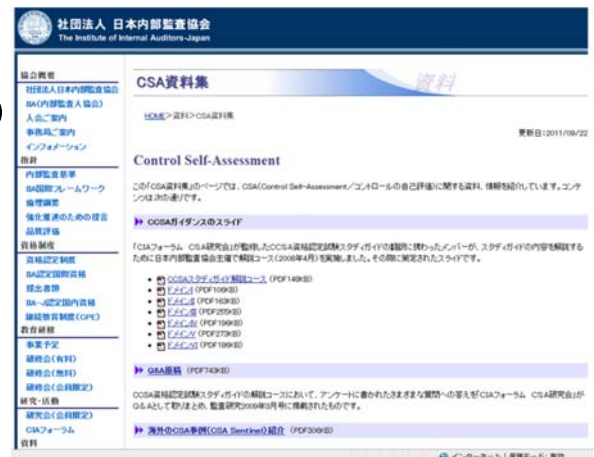 社団法人 日本内部監査協会
The Institute of Internal Auditors-Japan
協会概要
社団法人日本内部監査協会
IIA(内部監査人協会)
入会ご案内
事務局ご案内
インフォメーション
指針
内部監査基準
IIA国際フレームワーク
倫理綱要
強化推進のための提言
品質評価
資格制度
資格認定制度
IIA認定国際資格
提出書類
IIA-J認定国内資格
継続教育制度(CPE)
教育研修
事業予定
研修会(有料)
研修会(無料)
研修会(会員限定)
研究・活動
研究会(会員限定)
CIAフォーラム
資料
CSA資料集
資料
HOME>資料>CSA資料集
更新日:2011/09/22
Control Self-Assessment
この「CSA資料集」のページでは、CSA(Control Self-Assessment/コントロールの自己評価)に関する資料、情報を紹介しています。コンテ
ンツは次の通りです。
CCSAガイダンスのスライド
「CIAフォーラム CSA研究会」が監修したCCSA資格認定試験スタディガイドの翻訳に携わったメンバーが、スタディガイドの内容を解説する
ために日本内部監査協会主催で解説コース(2008年4月)を実施しました。その際に策定されたスライドです。
CCSAスタディガイド解説コース (PDF148KB)
ドメインI (PDF106KB)
ドメインII (PDF163KB)
ドメインIII (PDF255KB)
ドメインIV (PDF198KB)
ドメインV (PDF273KB)
ドメインVI (PDF188KB)
Q&A原稿 (PDF743KB)
CCSA資格認定試験スタディガイドの解説コースにおいて、アンケートに書かれたさまざまな質問への答えを「CIAフォーラム CSA研究会」が
Q&Aとして取りまとめ、監査研究2009年3月号に掲載されたものです。
海外のCSA事例(CSA Sentinel)紹介 (PDF306KB)
インターネット | 保護モード: 無効